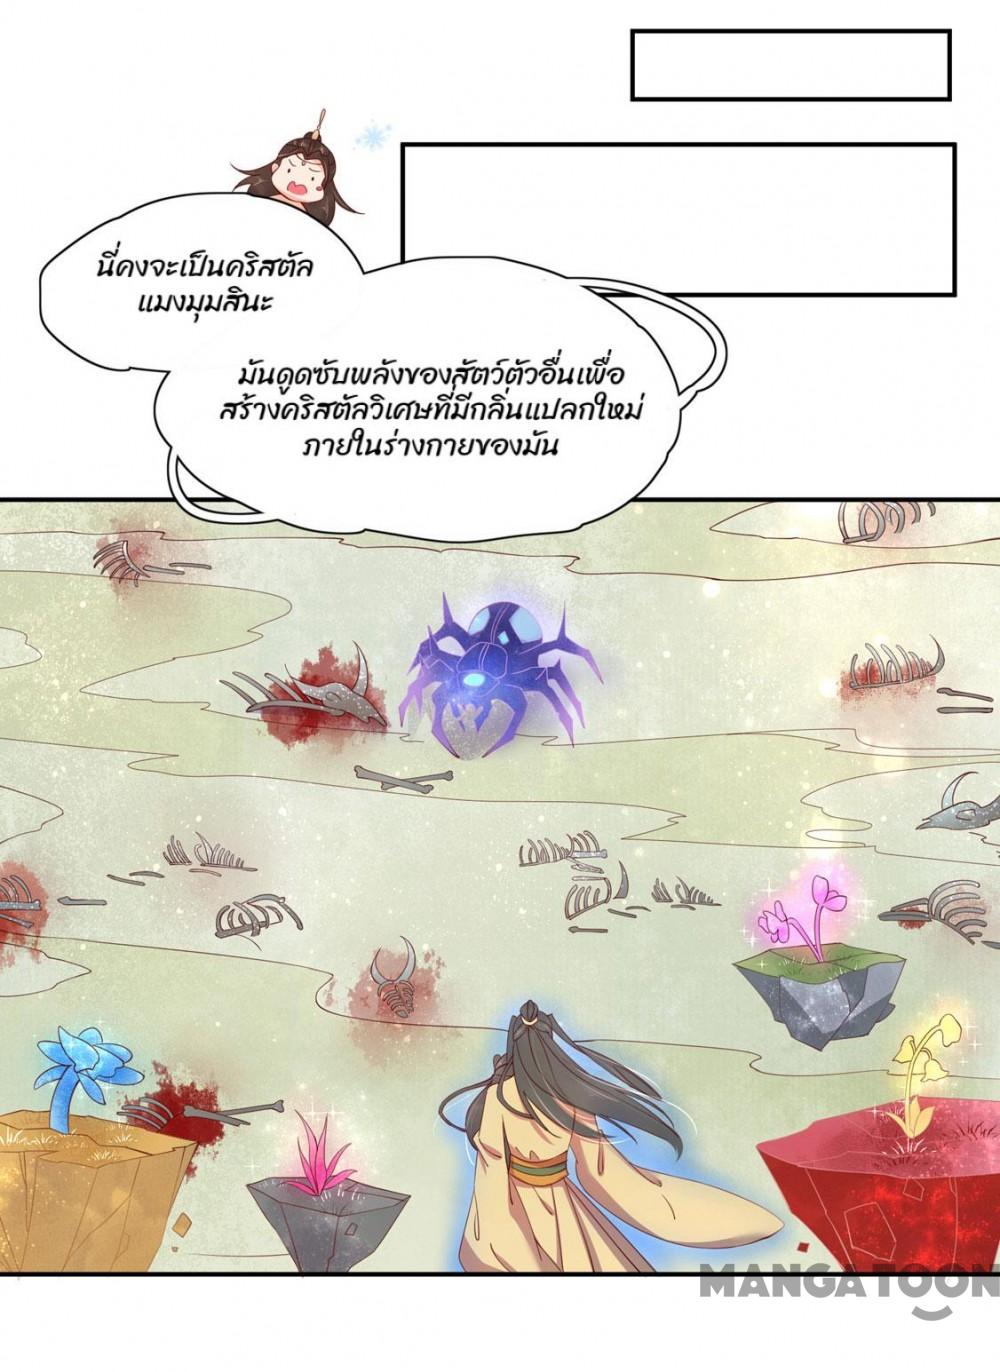 นี่คงจะเป็นคริสตัล
แมงมุมสินะ
มันดูดซับพลังของสัตว์ตัวอื่นเพื่อ
สร้างคริสตัลวิเศษที่มีกลิ่นแปลกใหม่
ภายในร่างกายของมัน
MANGATOON